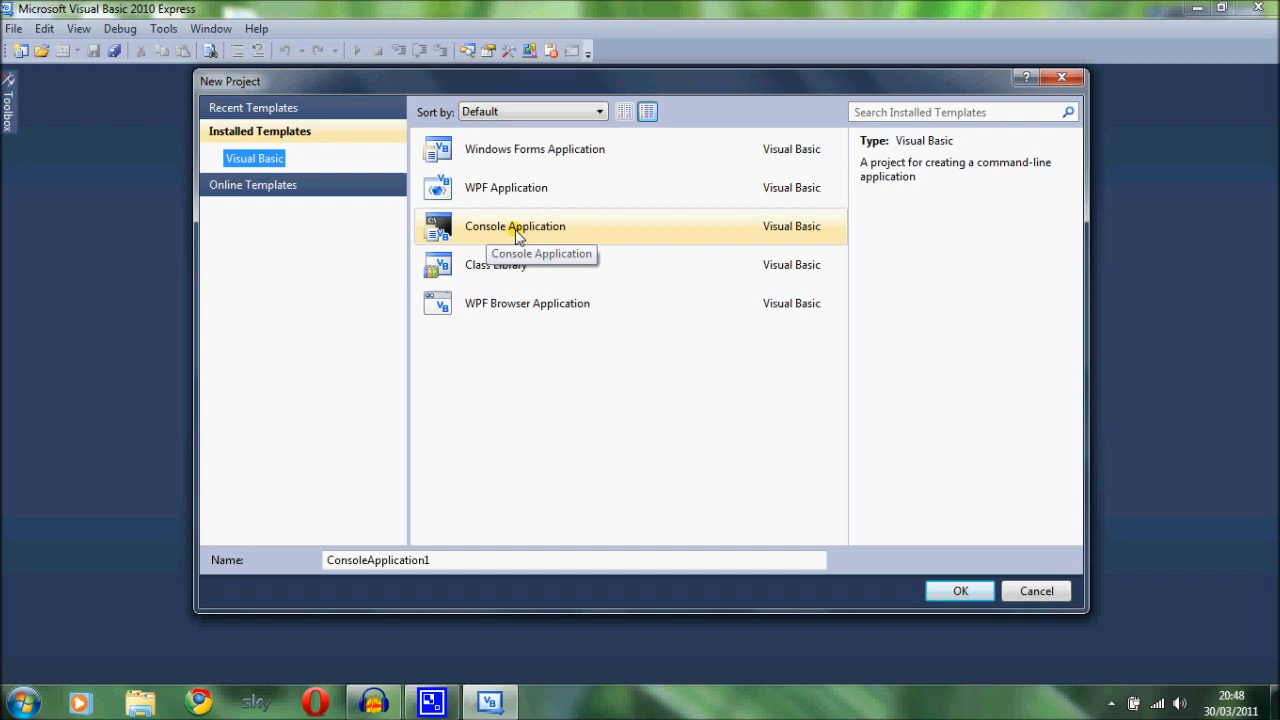 Microsoft Visual Basic 2010 Express
File Edit View Debug Tools Window Help
Toolbox
New Project
Recent Templates
Installed Templates
Visual Basic
Online Templates
Sort by: Default
Search Installed Templates
Windows Forms Application Visual Basic
WPF Application Visual Basic
Console Application Visual Basic
Console Application
Class Library Visual Basic
WPF Browser Application Visual Basic
Type: Visual Basic
A project for creating a command-line
application
Name: ConsoleApplication1
OK Cancel
sky
VB
20:48
30/03/2011